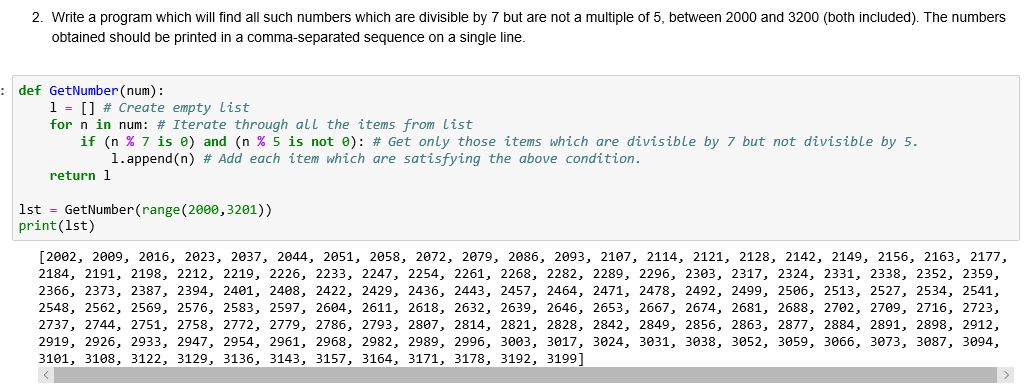 2. Write a program which will find all such numbers which are divisible by 7 but are not a multiple of 5, between 2000 and 3200 (both included). The numbers
obtained should be printed in a comma-separated sequence on a single line.
: def GetNumber(num):
    l = [] # Create empty list
    for n in num: # Iterate through all the items from list
        if (n % 7 is 0) and (n % 5 is not 0): # Get only those items which are divisible by 7 but not divisible by 5.
            l.append(n) # Add each item which are satisfying the above condition.
    return l

lst = GetNumber(range(2000,3201))
print(lst)
[2002, 2009, 2016, 2023, 2037, 2044, 2051, 2058, 2072, 2079, 2086, 2093, 2107, 2114, 2121, 2128, 2142, 2149, 2156, 2163, 2177,
2184, 2191, 2198, 2212, 2219, 2226, 2233, 2247, 2254, 2261, 2268, 2282, 2289, 2296, 2303, 2317, 2324, 2331, 2338, 2352, 2359,
2366, 2373, 2387, 2394, 2401, 2408, 2422, 2429, 2436, 2443, 2457, 2464, 2471, 2478, 2492, 2499, 2506, 2513, 2527, 2534, 2541,
2548, 2562, 2569, 2576, 2583, 2597, 2604, 2611, 2618, 2632, 2639, 2646, 2653, 2667, 2674, 2681, 2688, 2702, 2709, 2716, 2723,
2737, 2744, 2751, 2758, 2772, 2779, 2786, 2793, 2807, 2814, 2821, 2828, 2842, 2849, 2856, 2863, 2877, 2884, 2891, 2898, 2912,
2919, 2926, 2933, 2947, 2954, 2961, 2968, 2982, 2989, 2996, 3003, 3017, 3024, 3031, 3038, 3052, 3059, 3066, 3073, 3087, 3094,
3101, 3108, 3122, 3129, 3136, 3143, 3157, 3164, 3171, 3178, 3192, 3199]